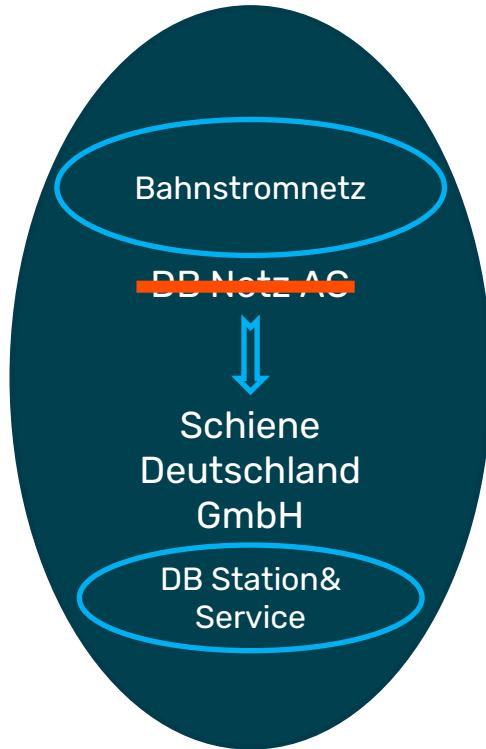 Bahnstromnetz
DB Netz AG
Schiene
Deutschland
GmbH
DB Station&
Service